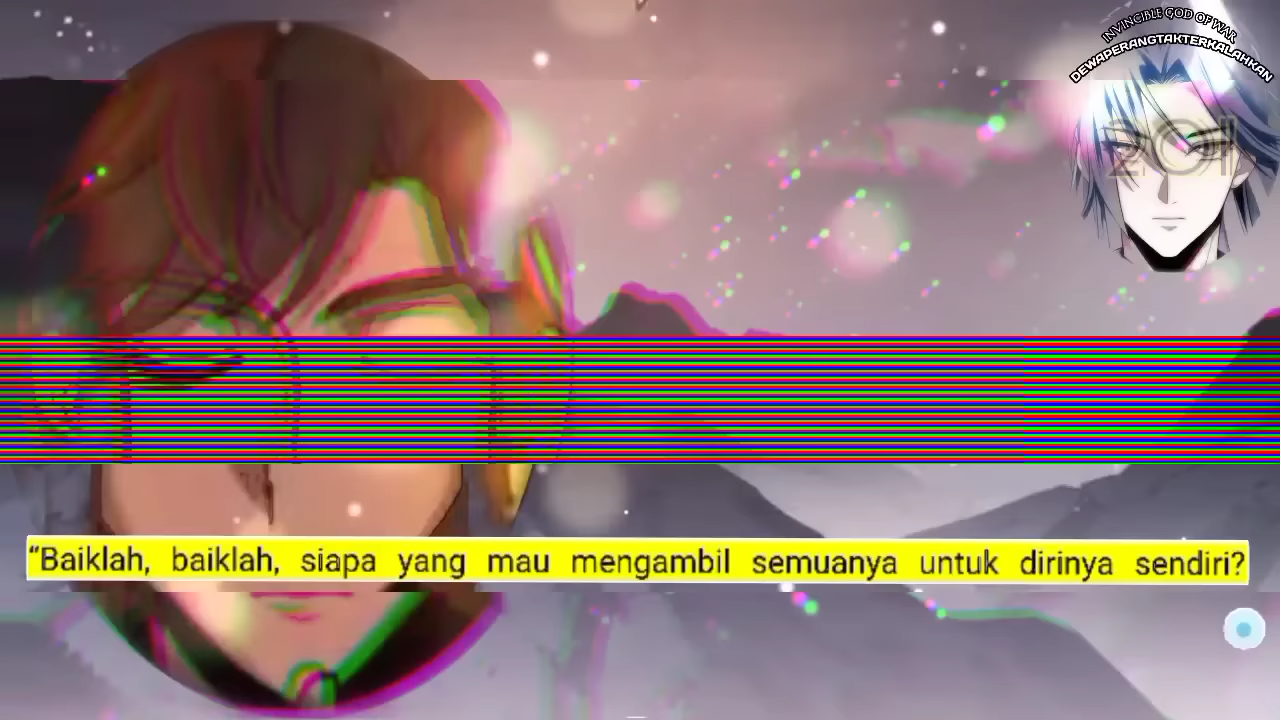 INVINCIBLE GOD OF WAR
DEWAPERANGTAKTERKALAHKAN
“Baiklah, baiklah, siapa yang mau mengambil semuanya untuk dirinya sendiri?